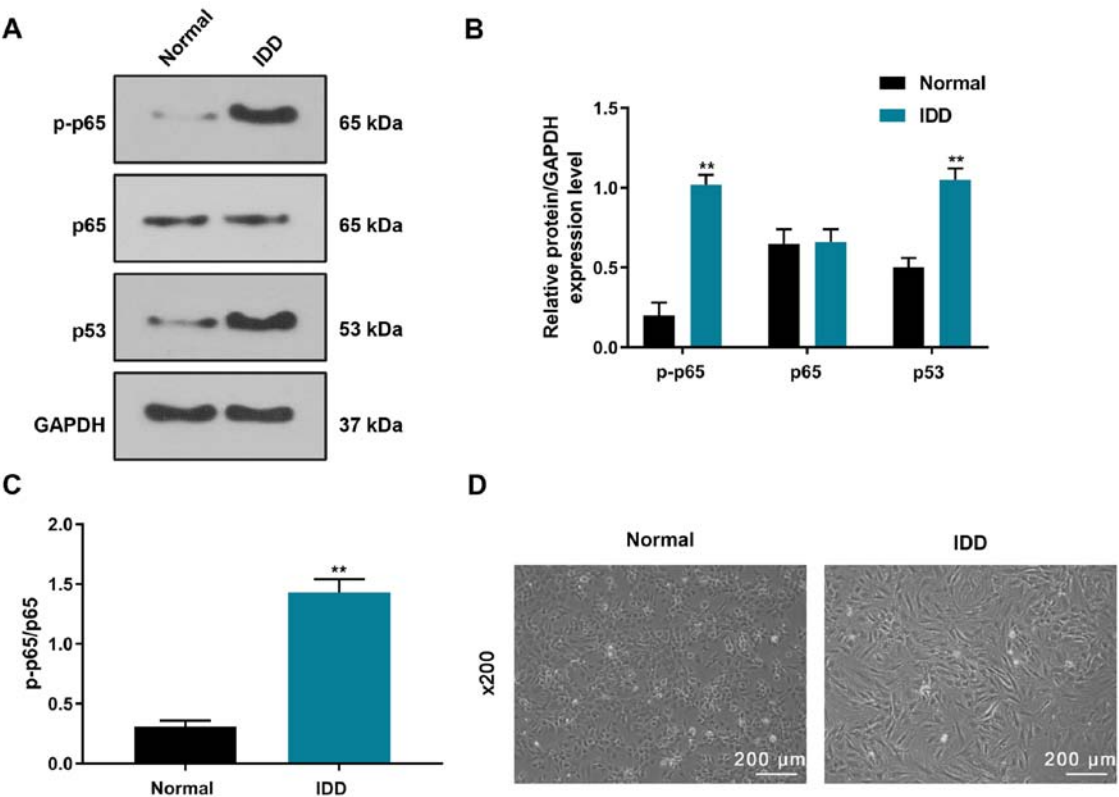 A
Normal
IDD
p-p65
65 kDa
p65
65 kDa
p53
53 kDa
GAPDH
37 kDa
B
Normal
IDD
Relative protein/GAPDH
expression level
1.5
1.0
0.5
0.0
**
**
p-p65
p65
p53
C
p-p65/p65
2.0
1.5
1.0
0.5
0.0
**
Normal
IDD
D
Normal
IDD
x200
200 µm
200 µm